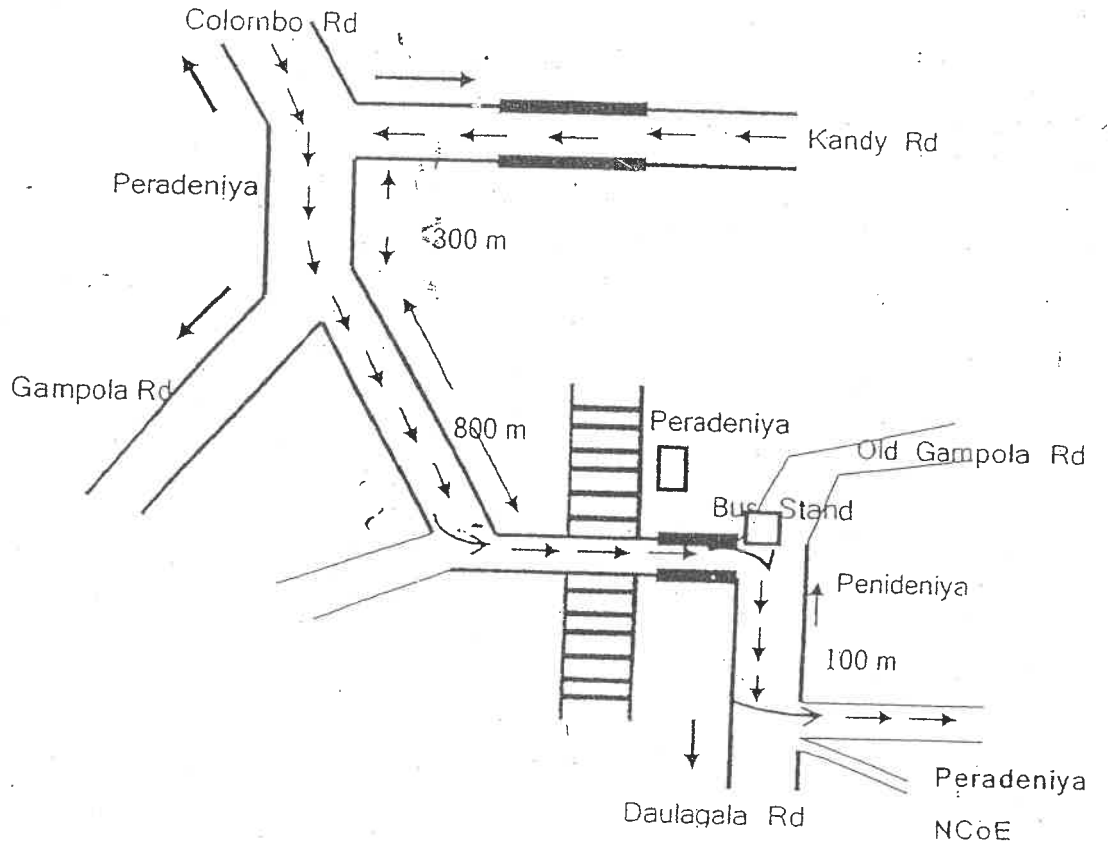 Colombo Rd
Kandy Rd
Peradeniya
300 m
Gampola Rd
800 m
Peradeniya
Old Gampola Rd
Bus Stand
Penideniya
100 m
Peradeniya
NCoE
Daulagala Rd